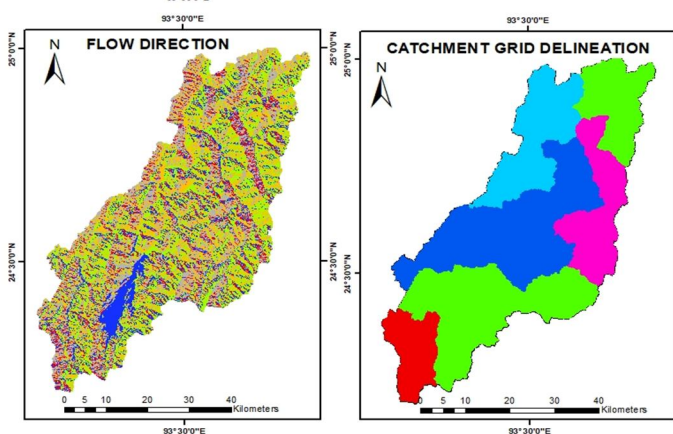 93°30'0"E
93°30'0"E
N
FLOW DIRECTION
25°0'0"N
24°30'0"N
0 5 10 20 30 40
Kilometers
93°30'0"E
N
CATCHMENT GRID DELINEATION
25°0'0"N
24°30'0"N
0 5 10 20 30 40
Kilometers
93°30'0"E